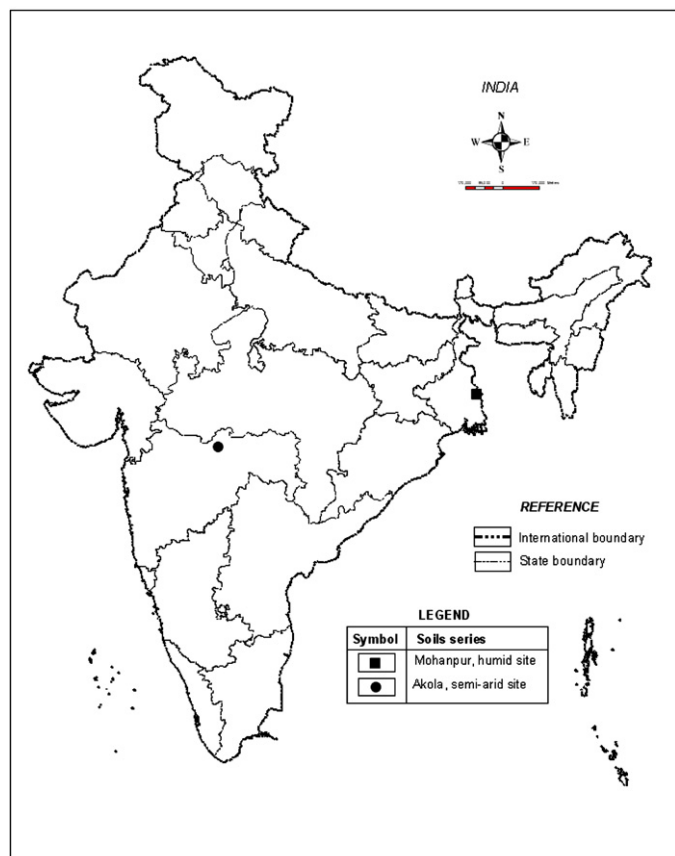 INDIA
N
W E
S
REFERENCE
International boundary
State boundary
LEGEND
Symbol Soils series
Mohanpur, humid site
Akola, semi-arid site